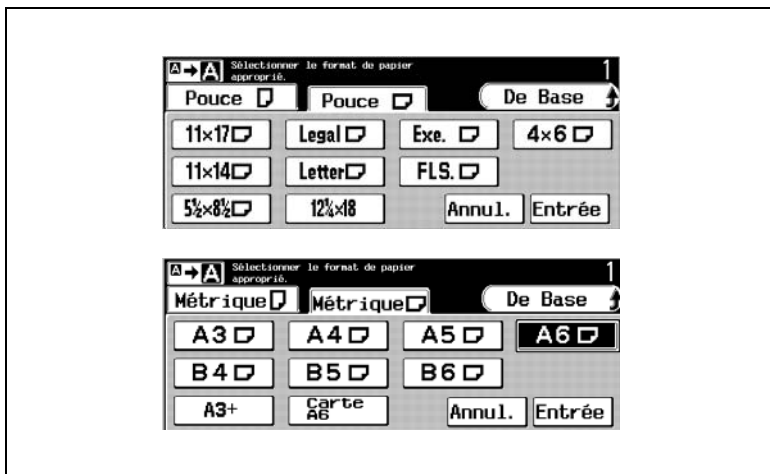 A→A Sélectionner le format de papier 1
approprié.
Pouce Pouce De Base
11×17 Legal Exe. 4×6
11×14 Letter FLS.
5½×8½ 12¼×18 Annul. Entrée
A→A Sélectionner le format de papier 1
approprié.
Métrique Métrique De Base
A3 A4 A5 A6
B4 B5 B6
A3+ Carte A6 Annul. Entrée